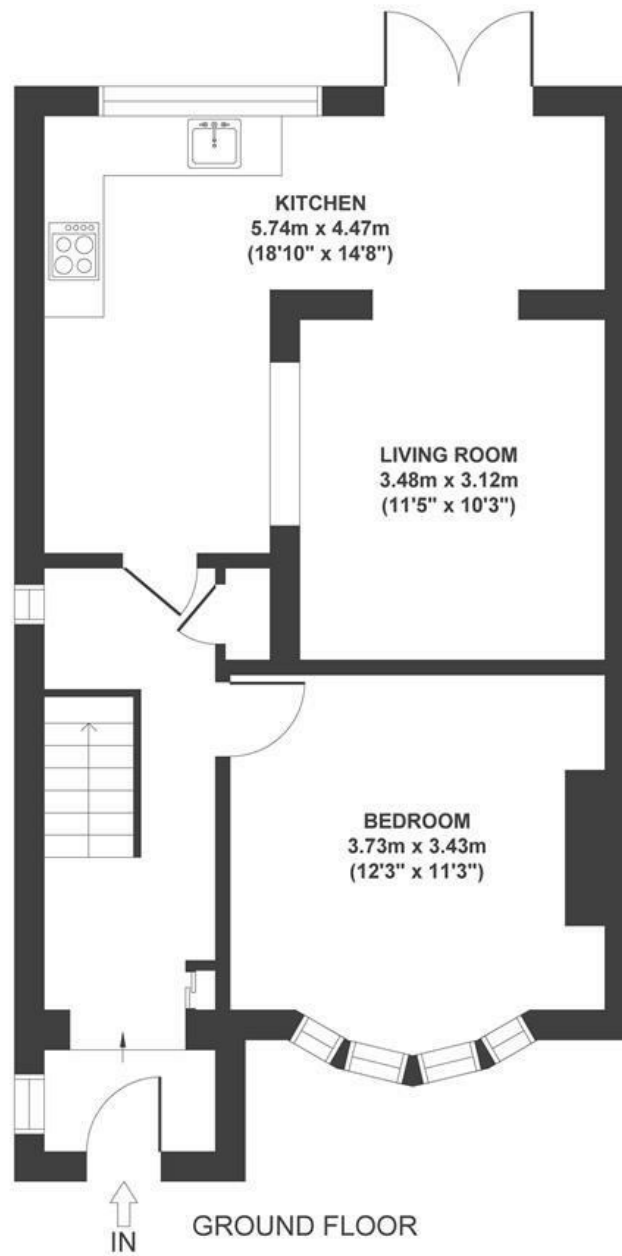 KITCHEN
5.74m x 4.47m
(18'10" x 14'8")
LIVING ROOM
3.48m x 3.12m
(11'5" x 10'3")
BEDROOM
3.73m x 3.43m
(12'3" x 11'3")
GROUND FLOOR
IN